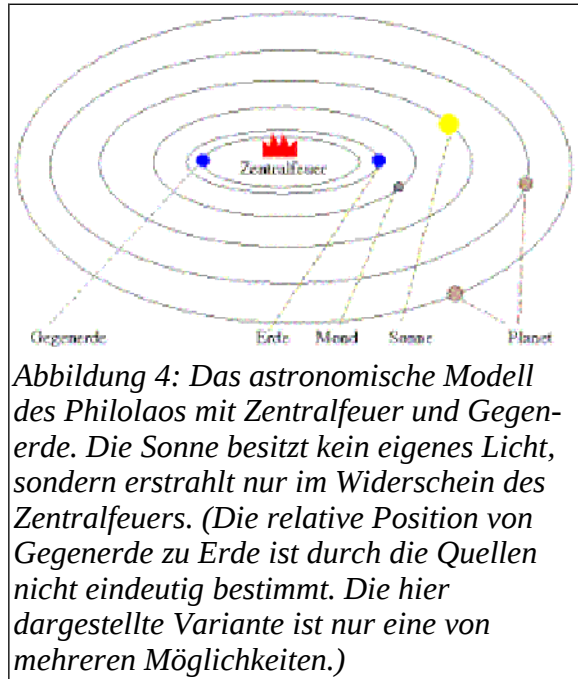 Zentralfeuer
Gegenerde Erde Mond Sonne Planet
Abbildung 4: Das astronomische Modell
des Philolaos mit Zentralfeuer und Gegen-
erde. Die Sonne besitzt kein eigenes Licht,
sondern erstrahlt nur im Widerschein des
Zentralfeuers. (Die relative Position von
Gegenerde zu Erde ist durch die Quellen
nicht eindeutig bestimmt. Die hier
dargestellte Variante ist nur eine von
mehreren Möglichkeiten.)